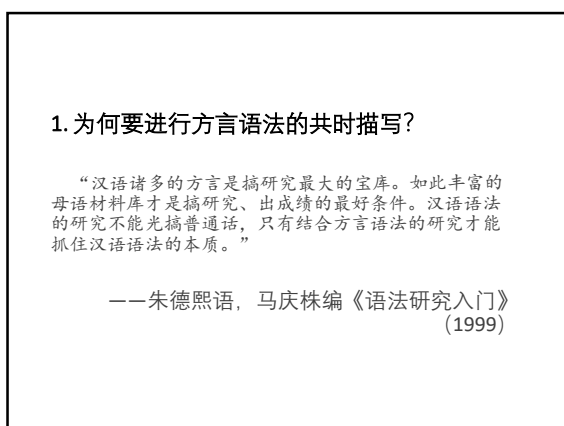 1. 为何要进行方言语法的共时描写？
“汉语诸多的方言是搞研究最大的宝库。如此丰富的
母语材料库才是搞研究、出成绩的最好条件。汉语语法
的研究不能光搞普通话，只有结合方言语法的研究才能
抓住汉语语法的本质。”
——朱德熙语，马庆株编《语法研究入门》
（1999）